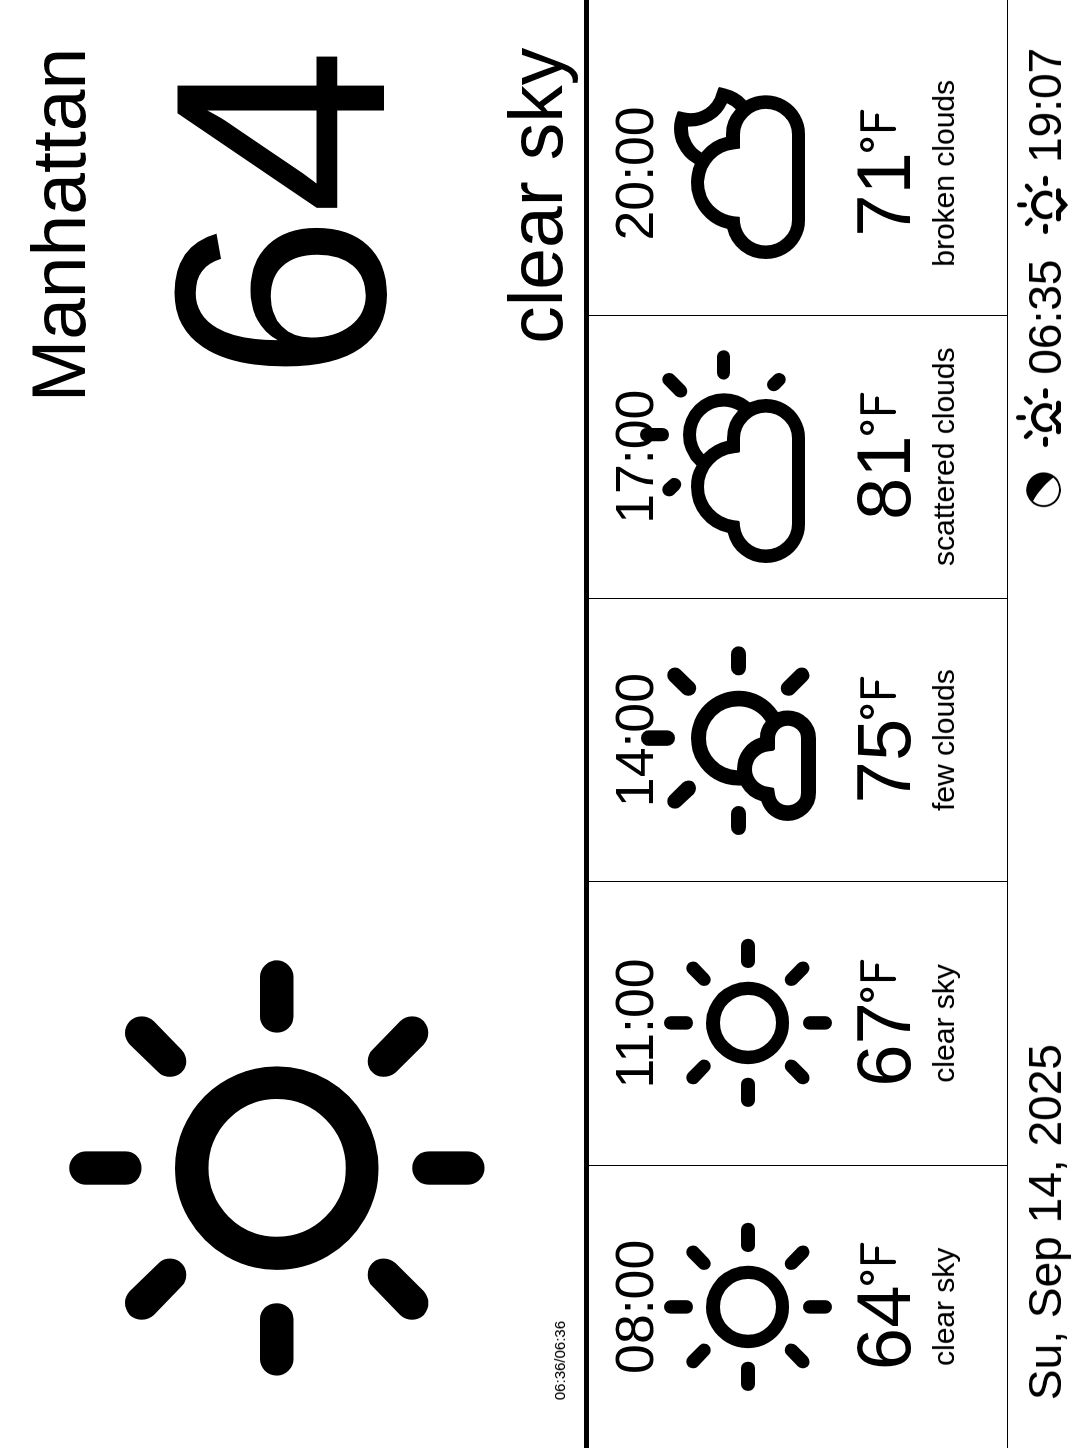 Manhattan
64
clear sky
06:36/06:36
08:00 11:00 14:00 17:00 20:00
64°F 67°F 75°F 81°F 71°F
clear sky few clouds scattered clouds broken clouds
Su, Sep 14, 2025 06:35 19:07